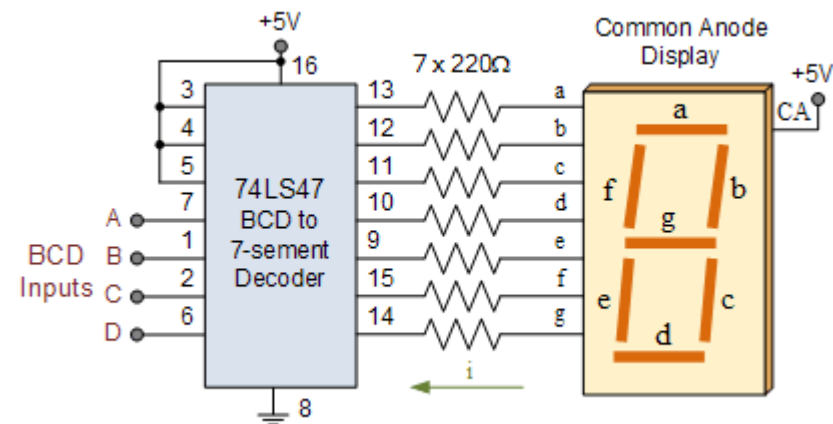 +5V
16
7 x 220Ω
Common Anode
Display
+5V
CA
3
4
5
7
1
2
6
13
12
11
10
9
15
14
a
b
c
d
e
f
g
74LS47
BCD to
7-sement
Decoder
BCD
Inputs
A
B
C
D
8
i
a
b
c
d
e
f
g